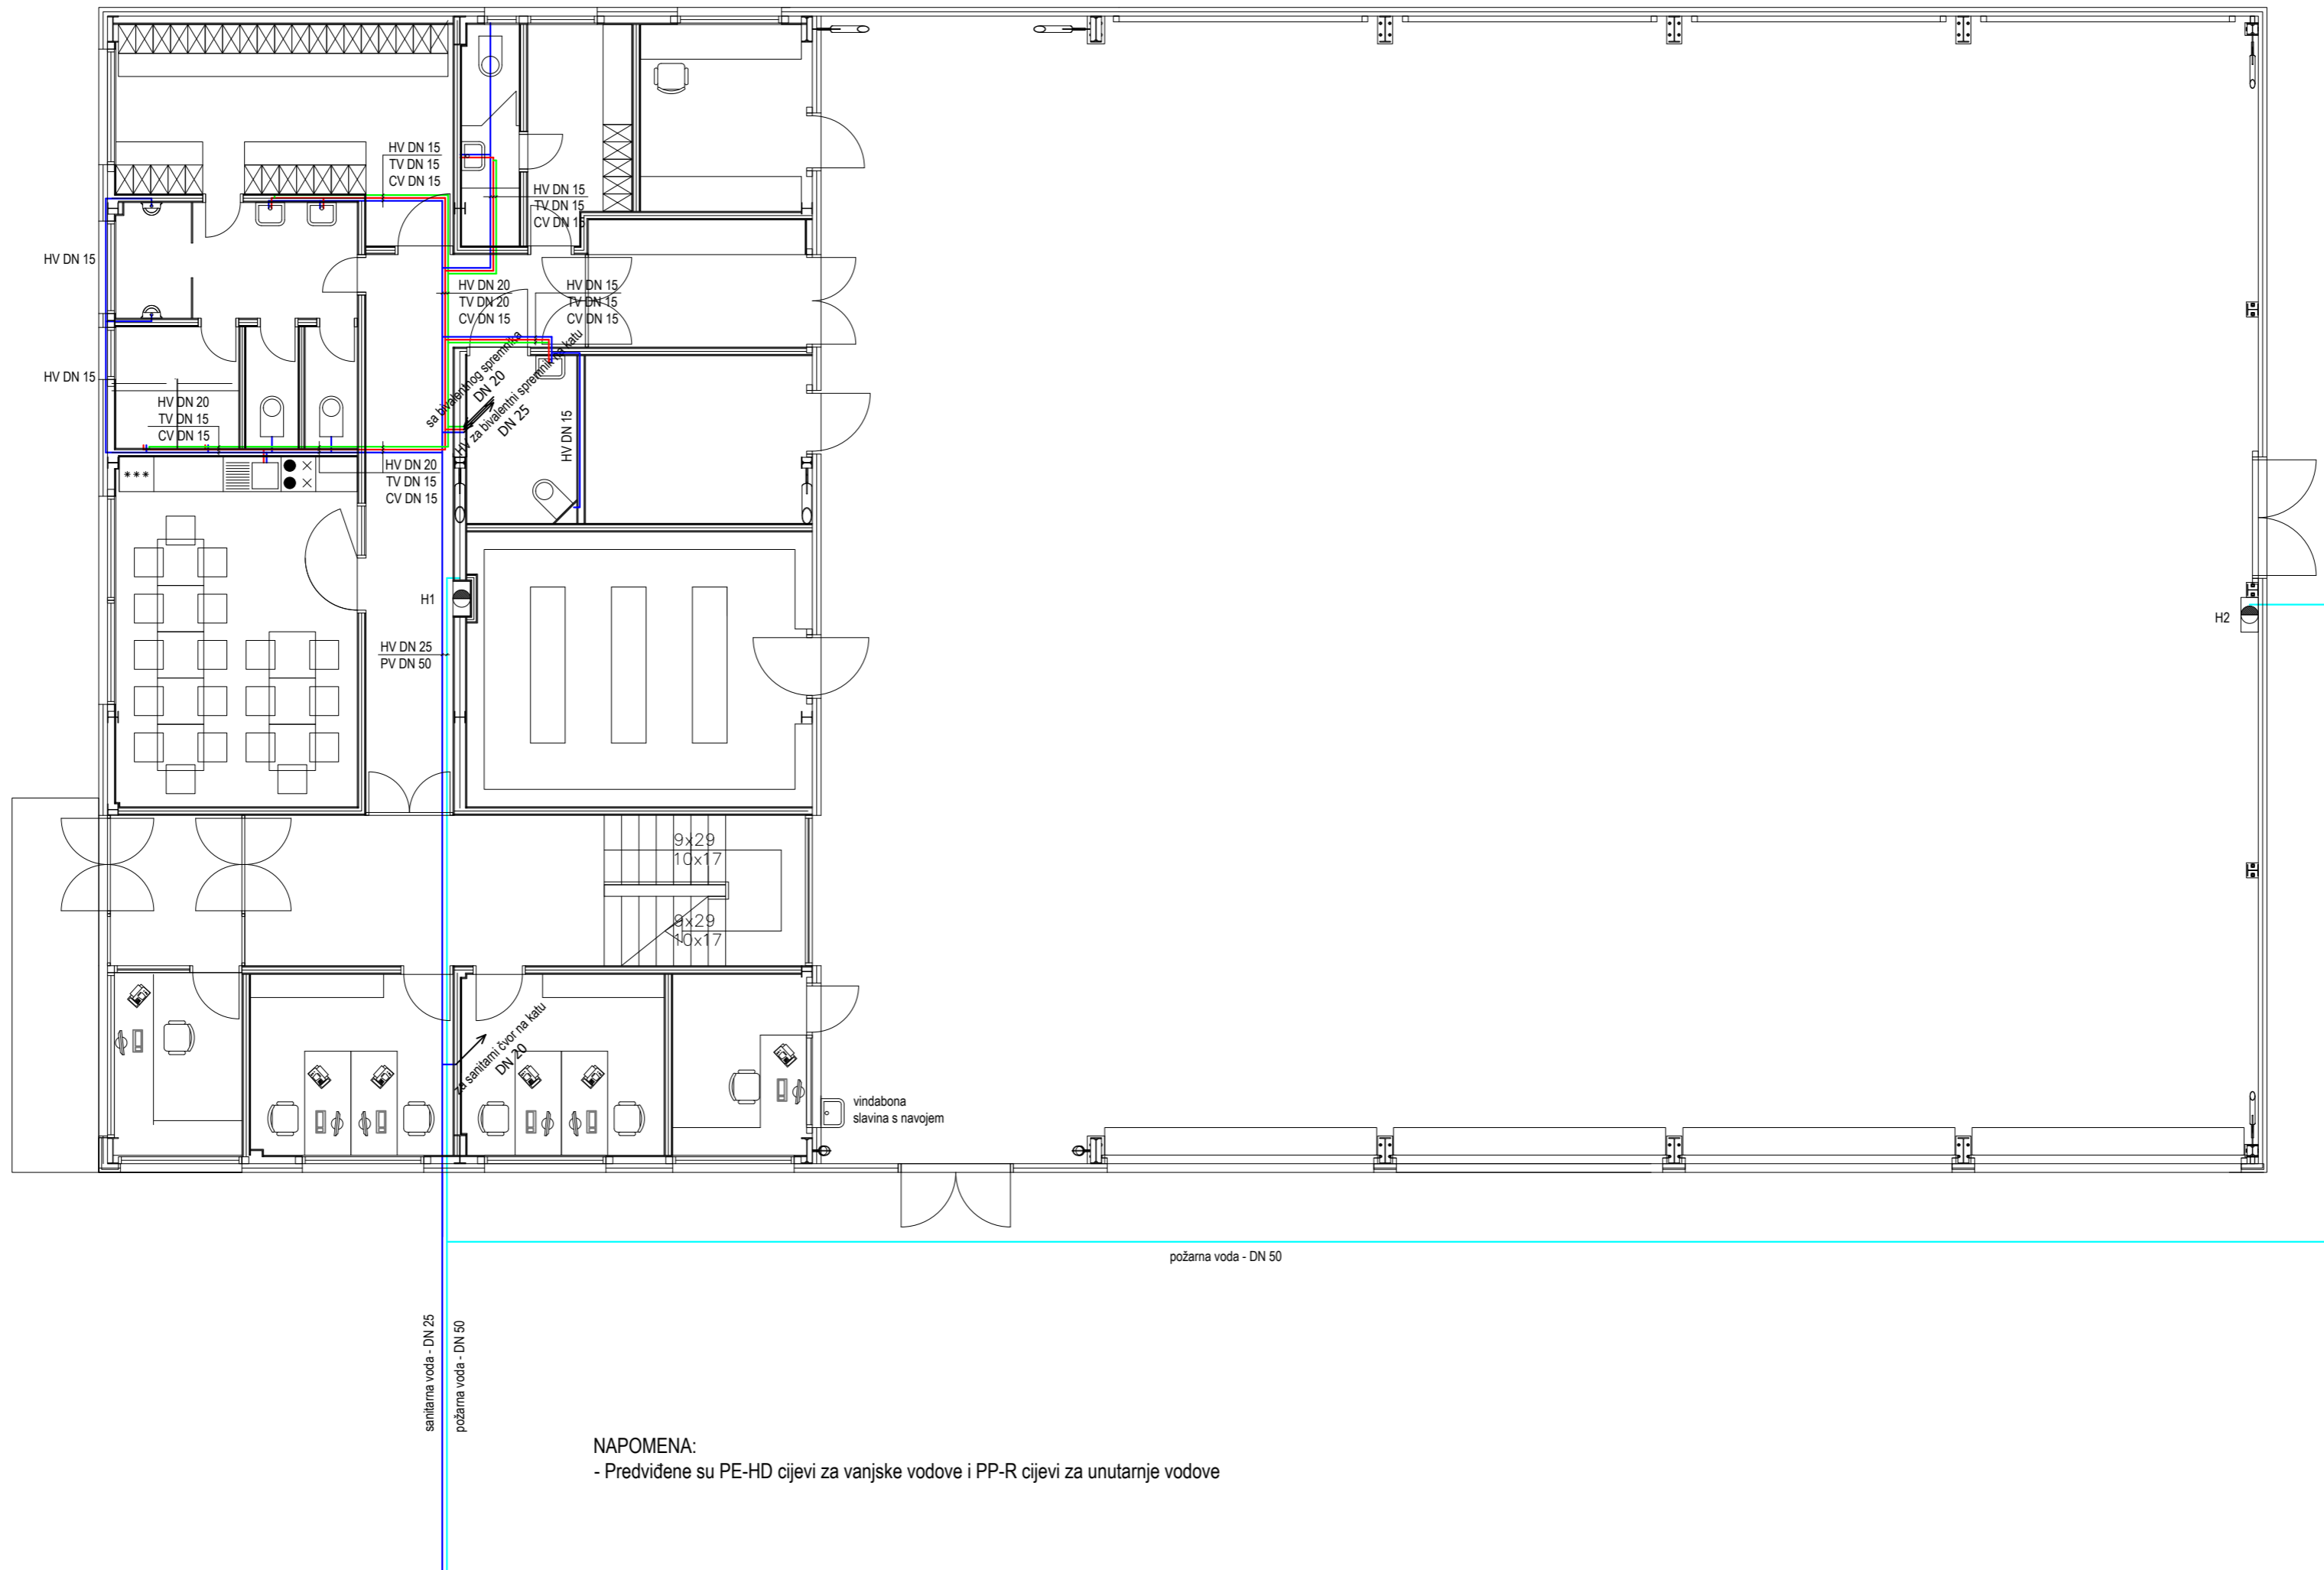 HV DN 15
TV DN 15
CV DN 15
HV DN 15
TV DN 15
CV DN 15
HV DN 15
HV DN 20
TV DN 20
CV DN 15
HV DN 15
TV DN 15
CV DN 15
sa bivalentnog spremnika
DN 20
HV za bivalentni spremnik na katu
DN 25
HV DN 15
HV DN 20
TV DN 15
CV DN 15
HV DN 15
HV DN 20
TV DN 15
CV DN 15
H1
H2
HV DN 25
PV DN 50
9x29
10x17
9x29
10x17
za sanitarni čvor na katu
DN 20
vindabona
slavina s navojem
požarna voda - DN 50
sanitarna voda - DN 25
požarna voda - DN 50
NAPOMENA:
- Predviđene su PE-HD cijevi za vanjske vodove i PP-R cijevi za unutarnje vodove